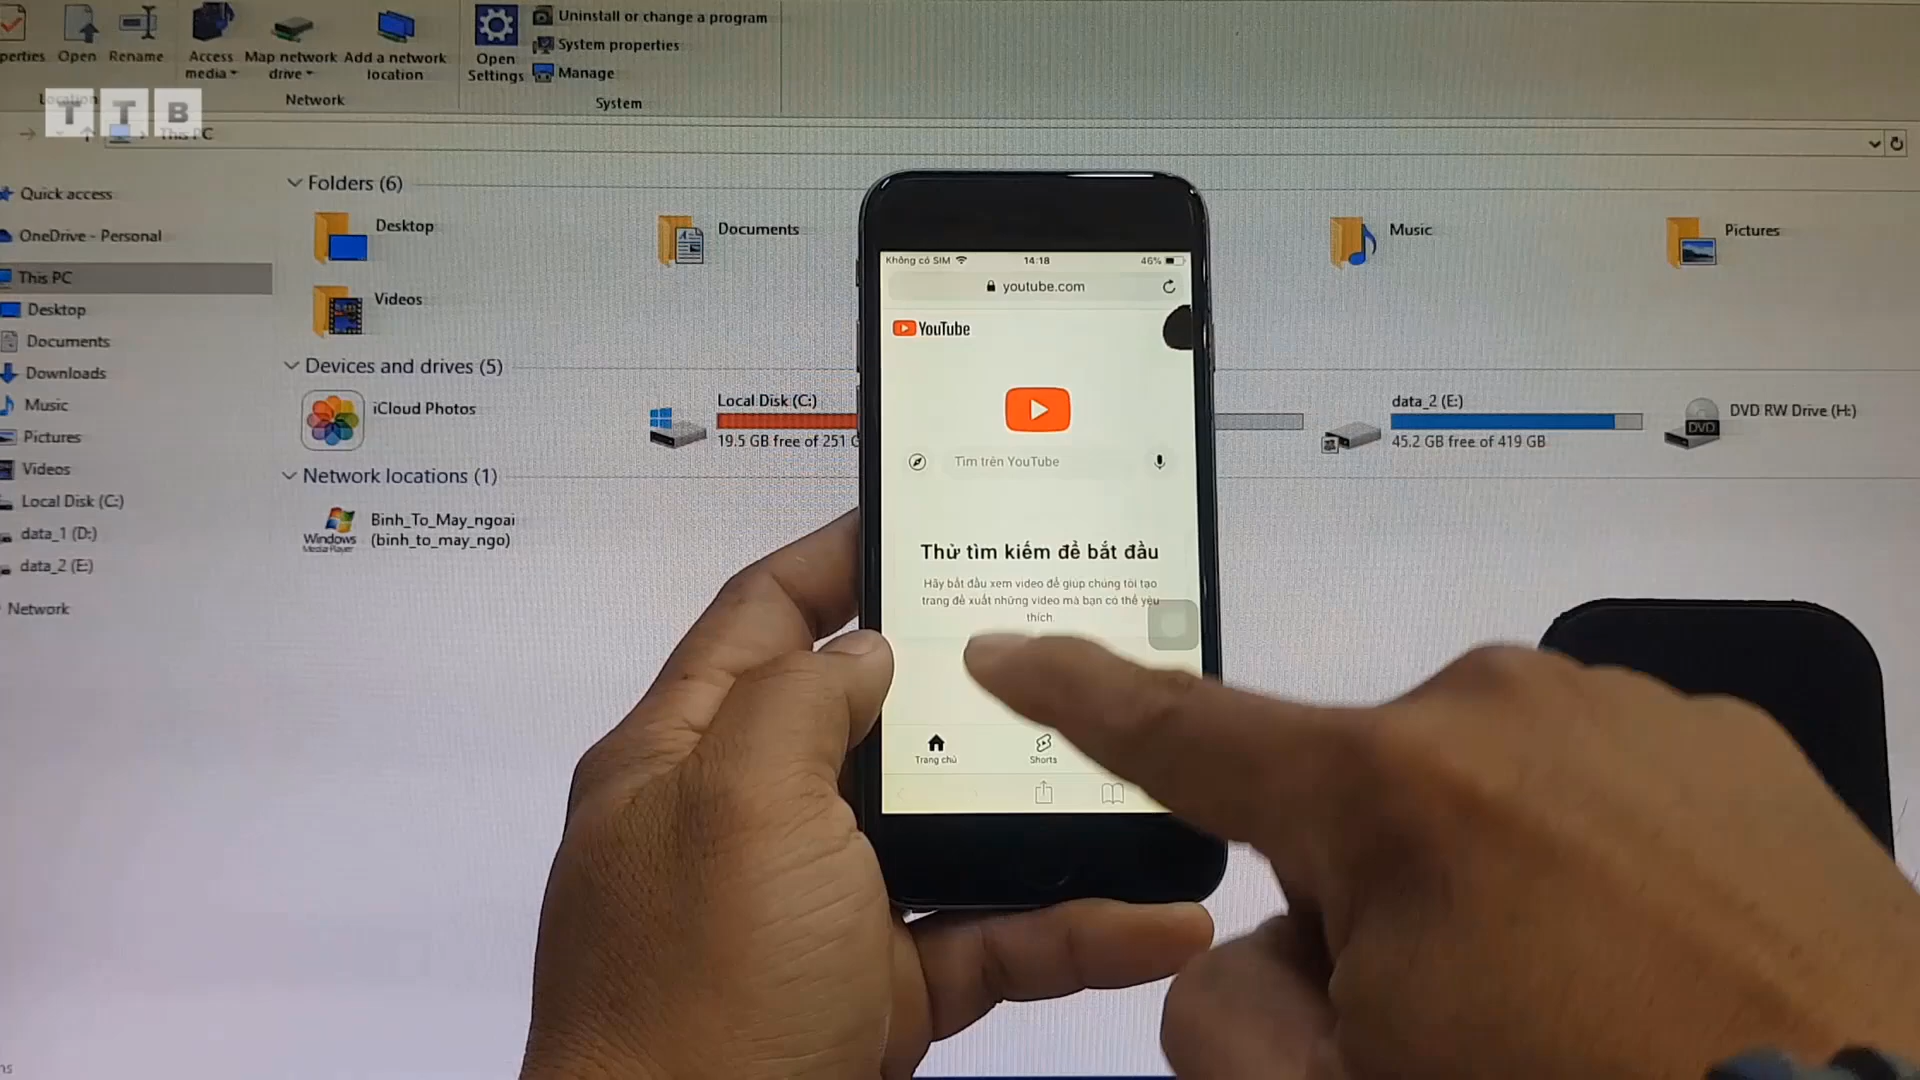 Uninstall or change a program
System properties
Manage
perties
Open
Rename
Access
media
Map network
drive
Add a network
location
Open
Settings
Location
Network
System
T T B
This PC
Quick access
OneDrive - Personal
This PC
Desktop
Documents
Downloads
Music
Pictures
Videos
Local Disk (C:)
data_1 (D:)
data_2 (E:)
Network
Folders (6)
Desktop
Documents
Music
Pictures
Videos
Devices and drives (5)
iCloud Photos
Local Disk (C:)
19.5 GB free of 251 G
data_2 (E:)
45.2 GB free of 419 GB
DVD
DVD RW Drive (H:)
Network locations (1)
Windows
Media Player
Binh_To_May_ngoai
(binh_to_may_ngo)
Không có SIM
14:18
46%
youtube.com
YouTube
Tìm trên YouTube
Thử tìm kiếm để bắt đầu
Hãy bắt đầu xem video để giúp chúng tôi tạo
trang đề xuất những video mà bạn có thể yêu
thích.
Trang chủ
Shorts